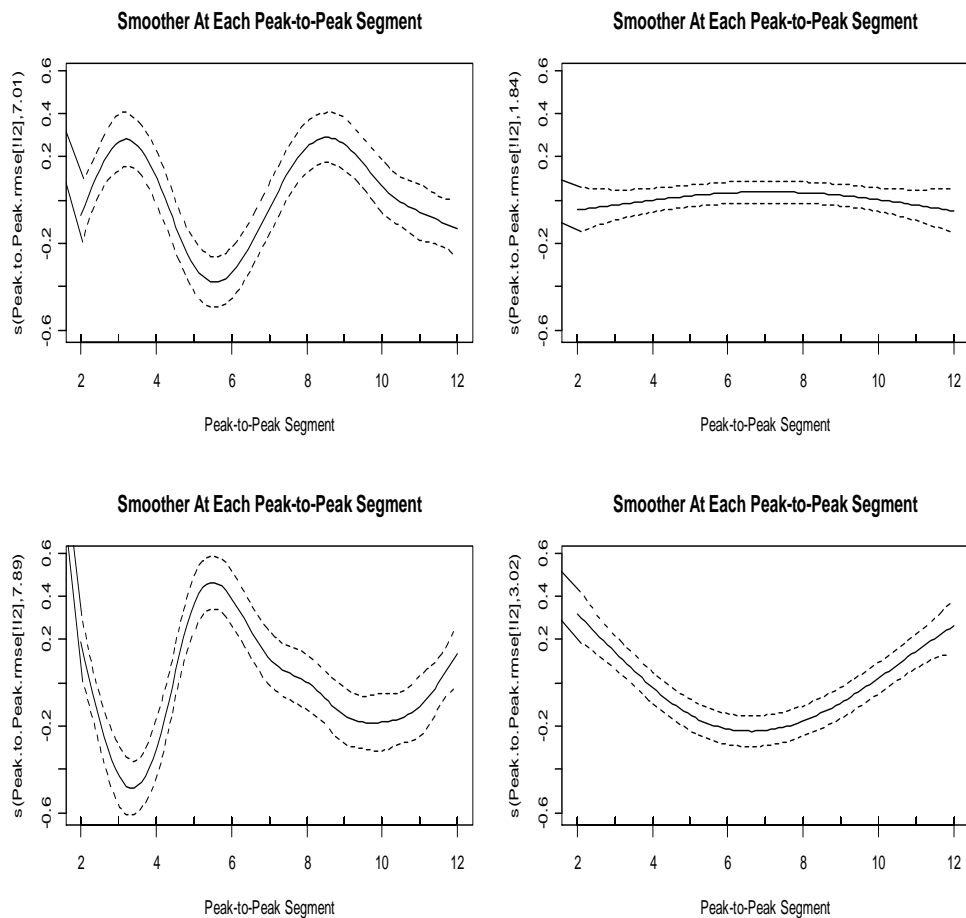 Smoother At Each Peak-to-Peak Segment
s(Peak.to.Peak.rmse[!I2],7.01)
0.6
0.4
0.2
-0.2
-0.6
2 4 6 8 10 12
Peak-to-Peak Segment
Smoother At Each Peak-to-Peak Segment
s(Peak.to.Peak.rmse[!I2],1.84)
0.6
0.4
0.2
-0.2
-0.6
2 4 6 8 10 12
Peak-to-Peak Segment
Smoother At Each Peak-to-Peak Segment
s(Peak.to.Peak.rmse[!I2],7.89)
0.6
0.4
0.2
-0.2
-0.6
2 4 6 8 10 12
Peak-to-Peak Segment
Smoother At Each Peak-to-Peak Segment
s(Peak.to.Peak.rmse[!I2],3.02)
0.6
0.4
0.2
-0.2
-0.6
2 4 6 8 10 12
Peak-to-Peak Segment